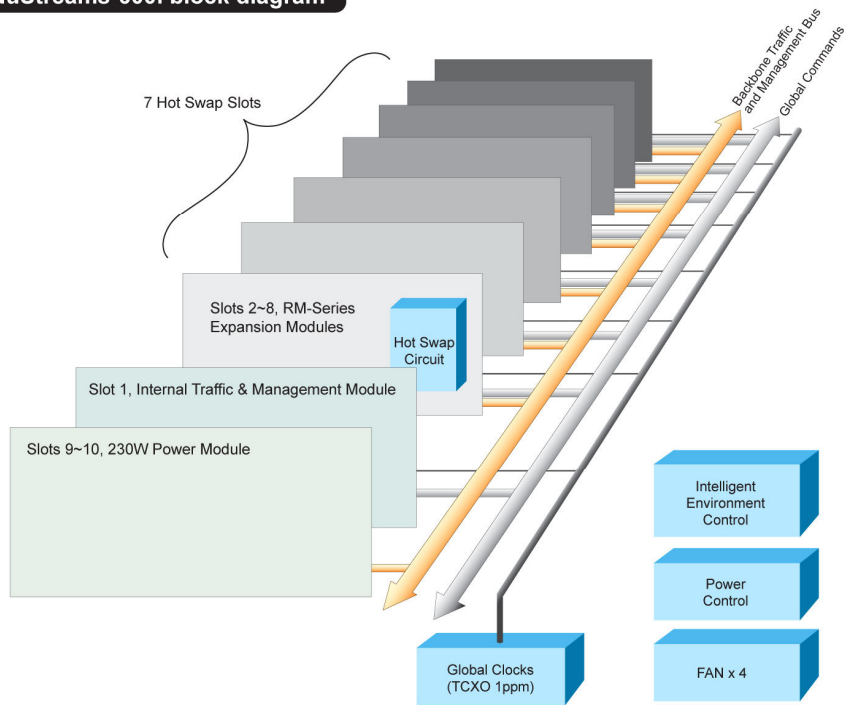 block diagram
7 Hot Swap Slots
Backbone Traffic
and Management Bus
Global Commands
Slots 2~8, RM-Series
Expansion Modules
Hot Swap
Circuit
Slot 1, Internal Traffic & Management Module
Slots 9~10, 230W Power Module
Intelligent
Environment
Control
Power
Control
FAN x 4
Global Clocks
(TCXO 1ppm)